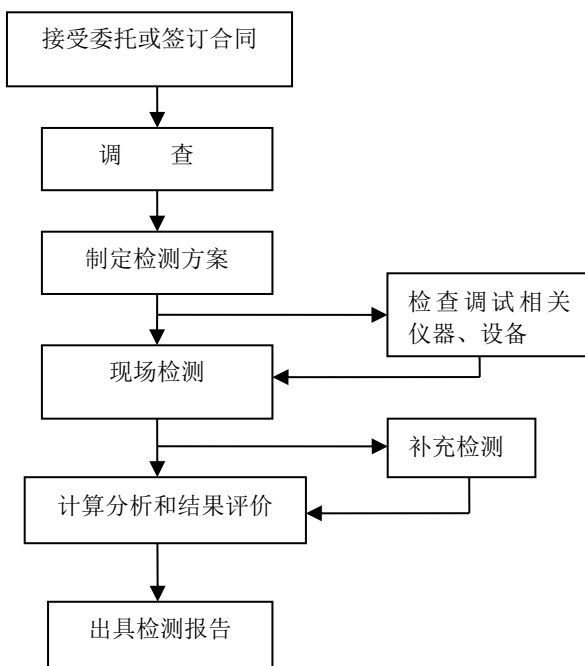 接受委托或签订合同
调 查
制定检测方案
检查调试相关
仪器、设备
现场检测
补充检测
计算分析和结果评价
出具检测报告